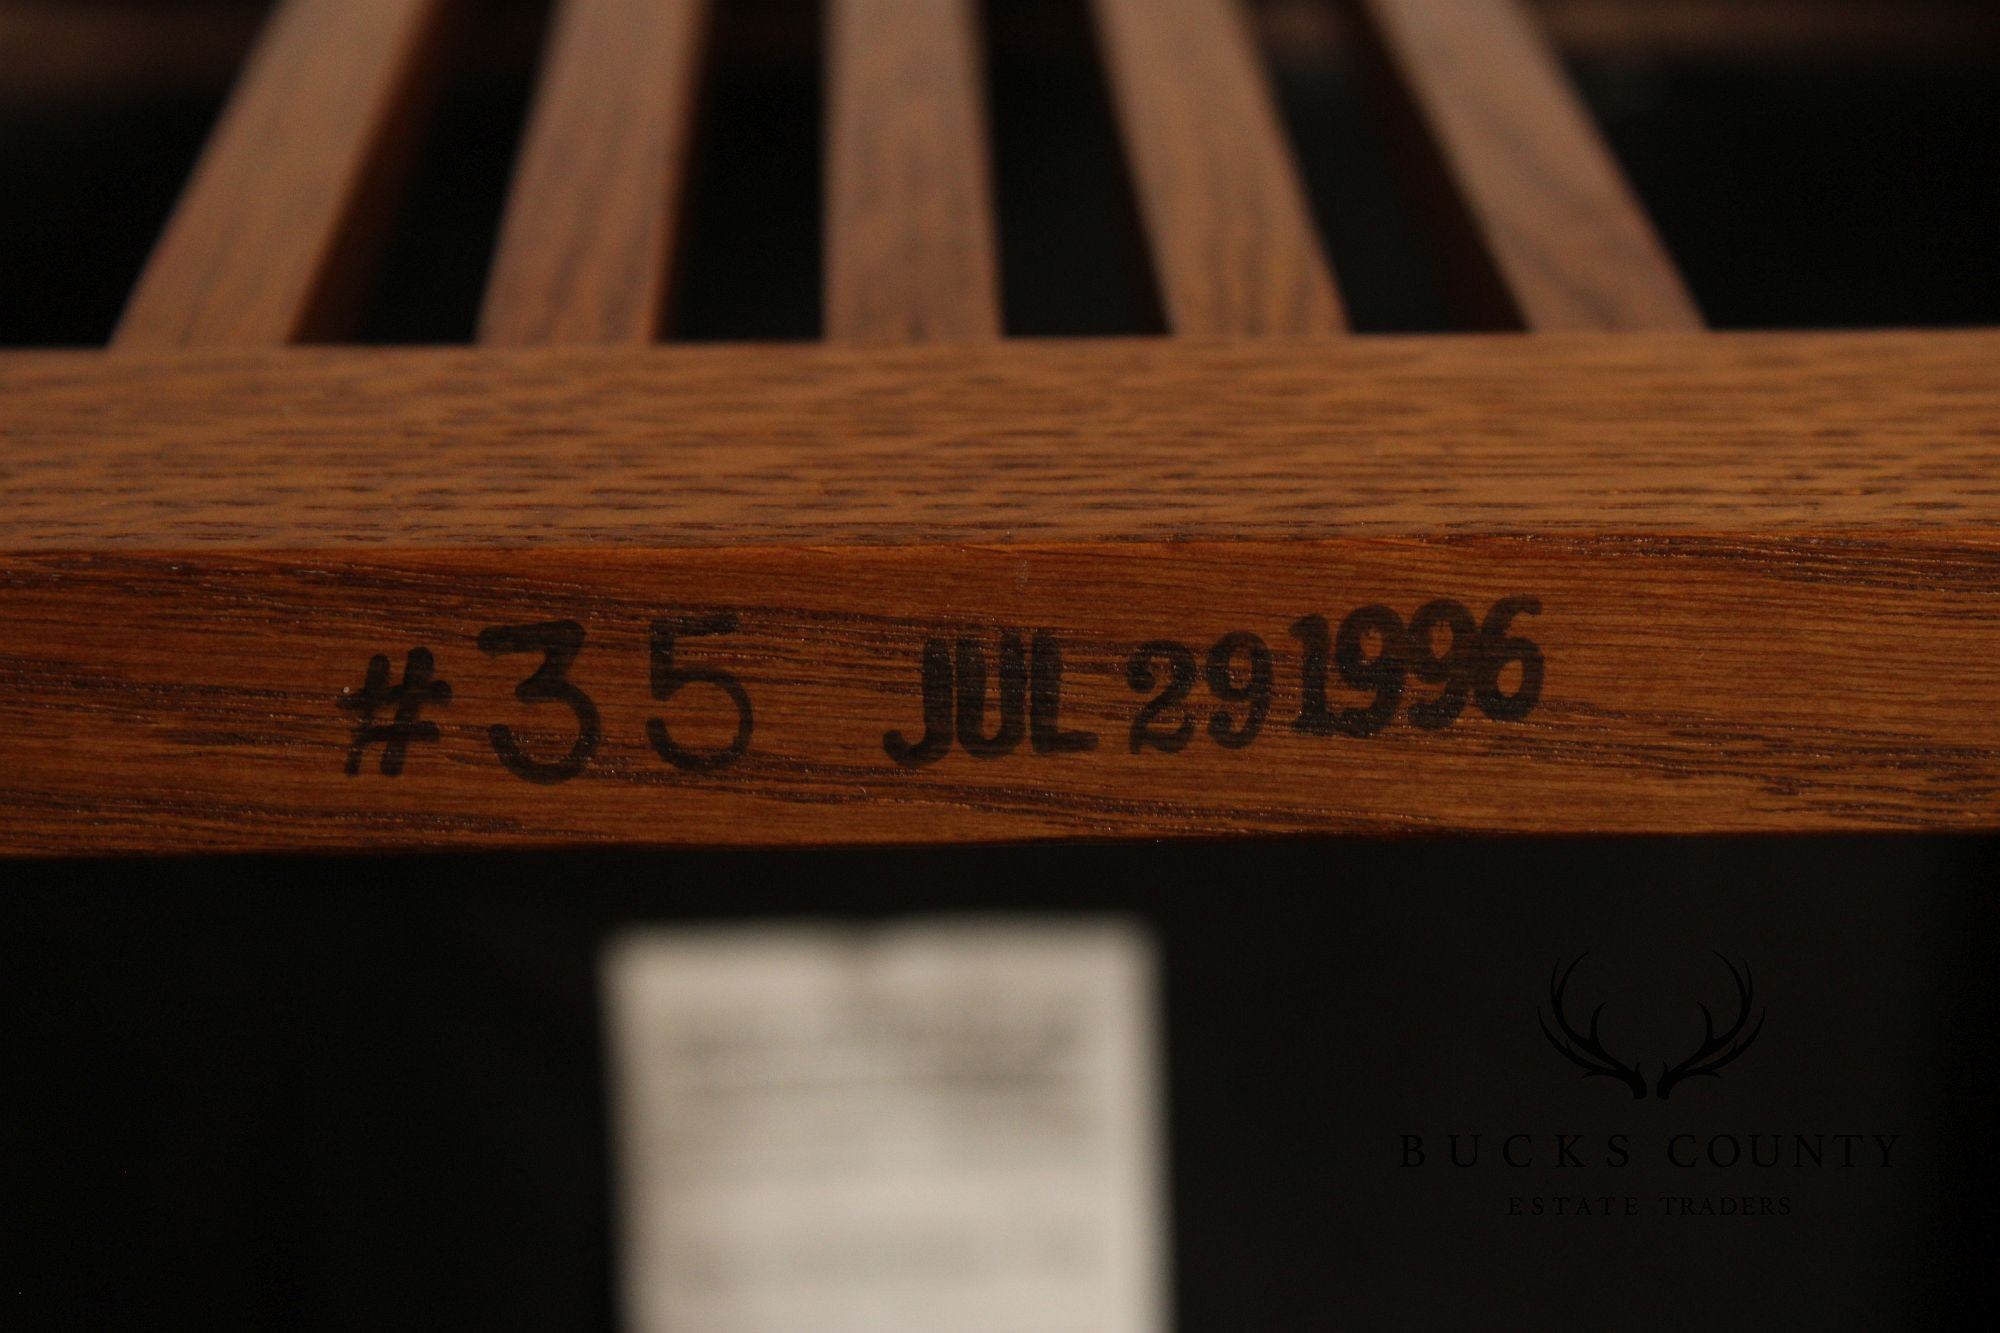 #35 JUL 29 1996
BUCKS COUNTY
ESTATE TRADERS